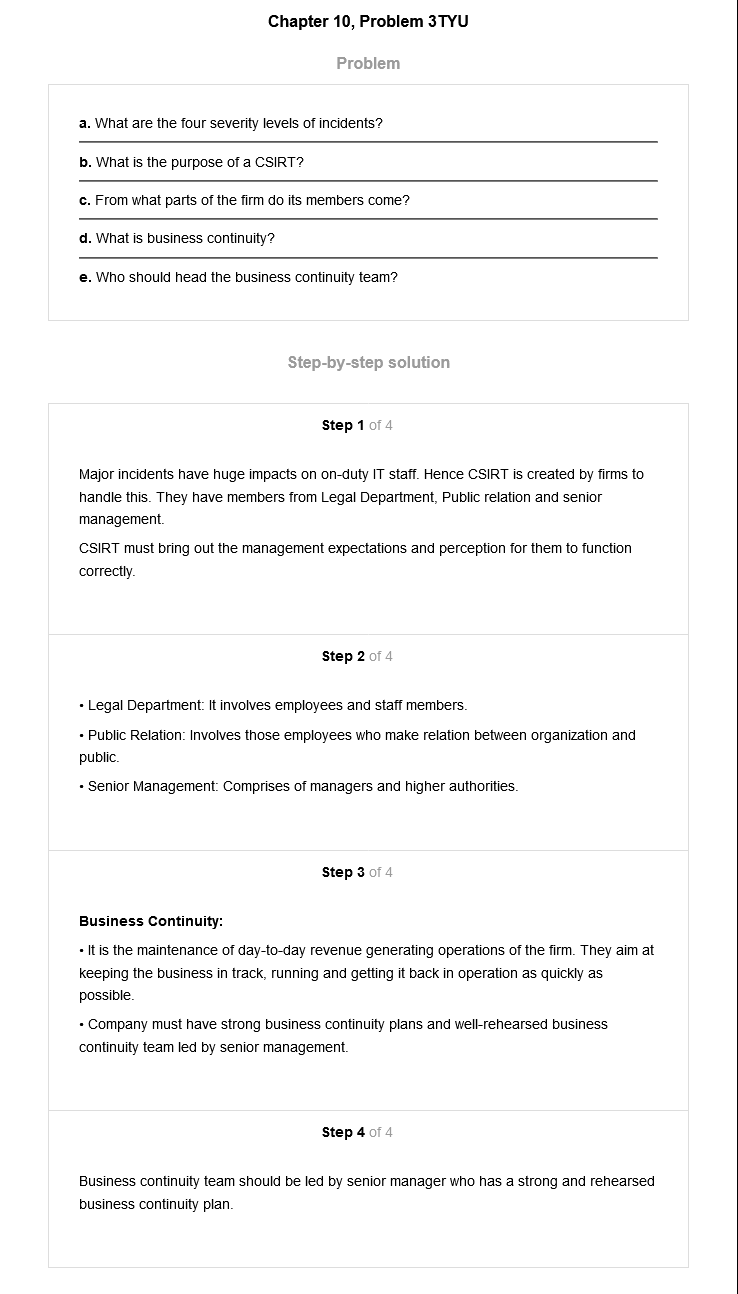 Chapter 10, Problem 3TYU
Problem
a. What are the four severity levels of incidents?
b. What is the purpose of a CSIRT?
c. From what parts of the firm do its members come?
d. What is business continuity?
e. Who should head the business continuity team?
Step-by-step solution
Step 1 of 4
Major incidents have huge impacts on on-duty IT staff. Hence CSIRT is created by firms to
handle this. They have members from Legal Department, Public relation and senior
management.
CSIRT must bring out the management expectations and perception for them to function
correctly.
Step 2 of 4
• Legal Department: It involves employees and staff members.
• Public Relation: Involves those employees who make relation between organization and
public.
• Senior Management: Comprises of managers and higher authorities.
Step 3 of 4
Business Continuity:
• It is the maintenance of day-to-day revenue generating operations of the firm. They aim at
keeping the business in track, running and getting it back in operation as quickly as
possible.
• Company must have strong business continuity plans and well-rehearsed business
continuity team led by senior management.
Step 4 of 4
Business continuity team should be led by senior manager who has a strong and rehearsed
business continuity plan.